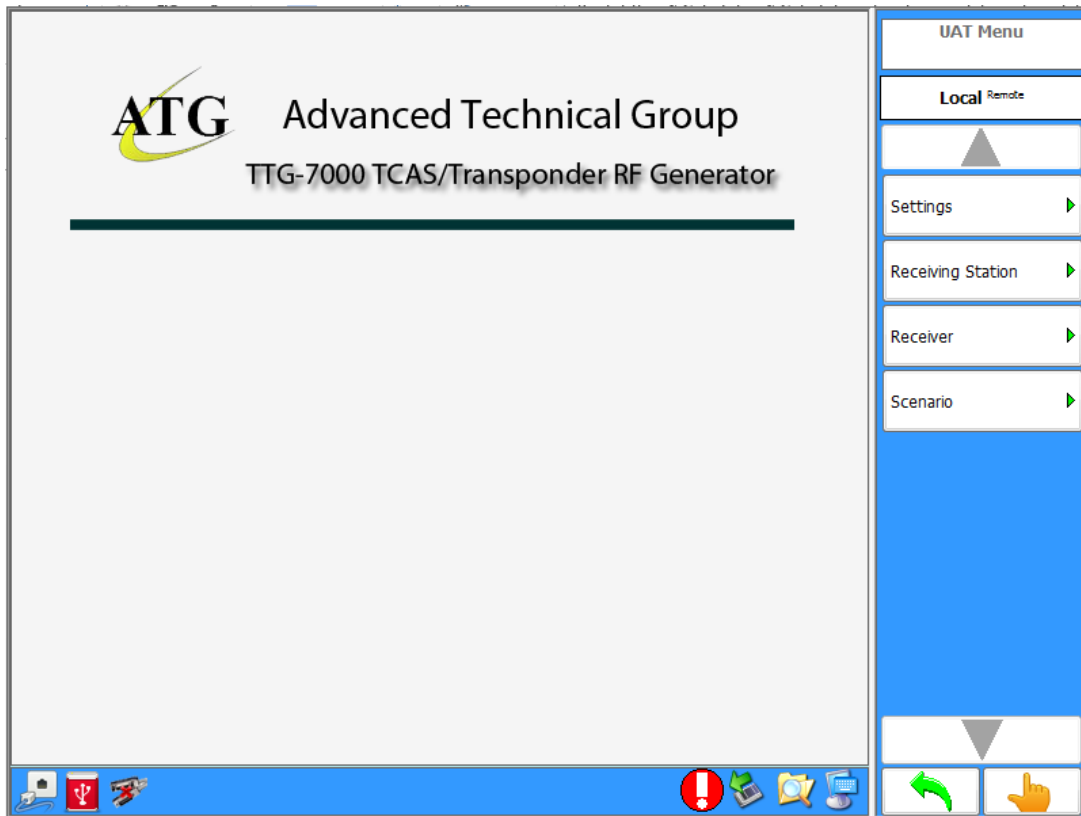 ATG
Advanced Technical Group
TTG-7000 TCAS/Transponder RF Generator
UAT Menu
Local Remote
Settings
Receiving Station
Receiver
Scenario